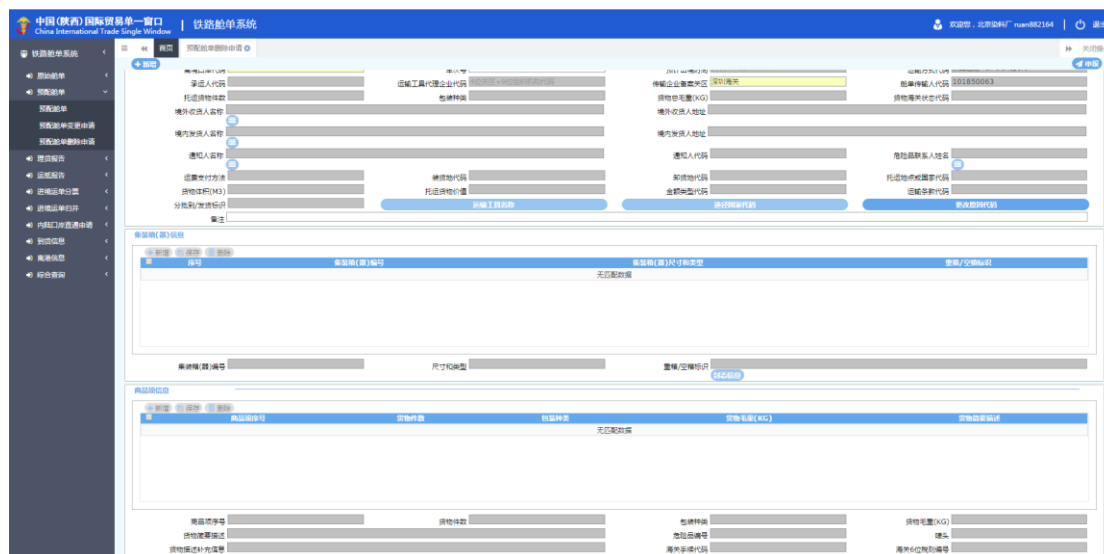 中国(陕西)国际贸易单一窗口 | 铁路舱单系统
China International Trade Single Window
欢迎您，北京染料厂 ruan882164
铁路舱单系统
首页 预配舱单删除申请
新增
申报
原始舱单
预配舱单
预配舱单
预配舱单变更申请
预配舱单删除申请
理货报告
运抵报告
进境运单分票
进境运单归并
内陆口岸直通申请
到货信息
离港信息
综合查询
承运人代码 运输工具代理企业代码 传输企业备案关区 深圳海关 舱单传输人代码 101850063
托运货物件数 包装种类 货物总毛重(KG) 货物海关状态代码
境外收货人名称 境外收货人地址
境内发货人名称 境内发货人地址
通知人名称 通知人代码 危险品联系人姓名
运费支付方法 装货地代码 卸货地代码 托运地点或国家代码
货物体积(M3) 托运货物价值 金额类型代码 运输条款代码
分批到/发货标识 运输工具名称 途经国家代码 更改原因代码
备注
集装箱(器)信息
新增 保存 删除
序号 集装箱(器)编号 集装箱(器)尺寸和类型 重箱/空箱标识
无匹配数据
集装箱(器)编号 尺寸和类型 重箱/空箱标识
封志信息
商品项信息
新增 保存 删除
商品项序号 货物件数 包装种类 货物毛重(KG) 货物简要描述
无匹配数据
商品项序号 货物件数 包装种类 货物毛重(KG)
货物简要描述 危险品编号 唛头
货物描述补充信息 海关手续代码 海关6位税则编号